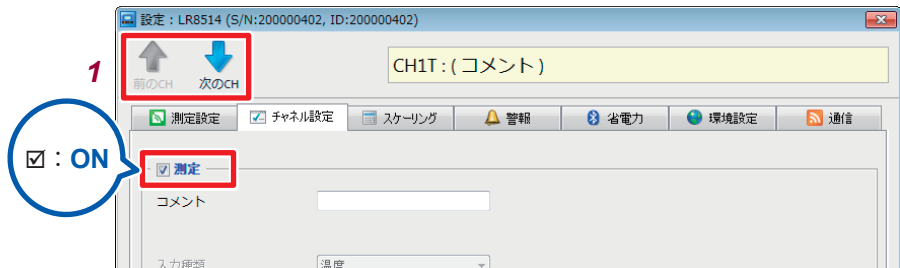 設定：LR8514 (S/N:200000402, ID:200000402)
1
前のCH 次のCH
CH1T : ( コメント )
測定設定 チャネル設定 スケーリング 警報 省電力 環境設定 通信
☑：ON
測定
コメント
入力種類 温度